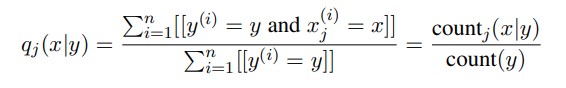 q_j(x|y) = \frac{\sum_{i=1}^{n} [[y^{(i)} = y \text{ and } x_j^{(i)} = x]]}{\sum_{i=1}^{n} [[y^{(i)} = y]]} = \frac{\text{count}_j(x|y)}{\text{count}(y)}